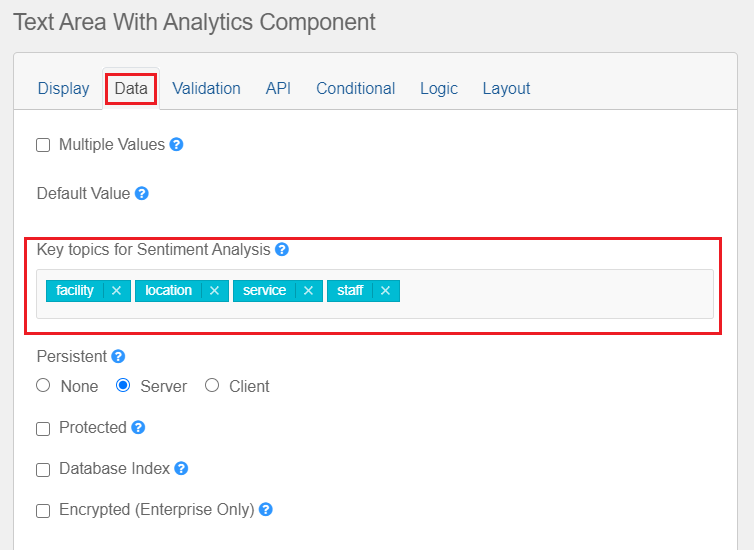 Text Area With Analytics Component
Display Data Validation API Conditional Logic Layout
Multiple Values ?
Default Value ?
Key topics for Sentiment Analysis ?
facility × location × service × staff ×
Persistent ?
None Server Client
Protected ?
Database Index ?
Encrypted (Enterprise Only) ?